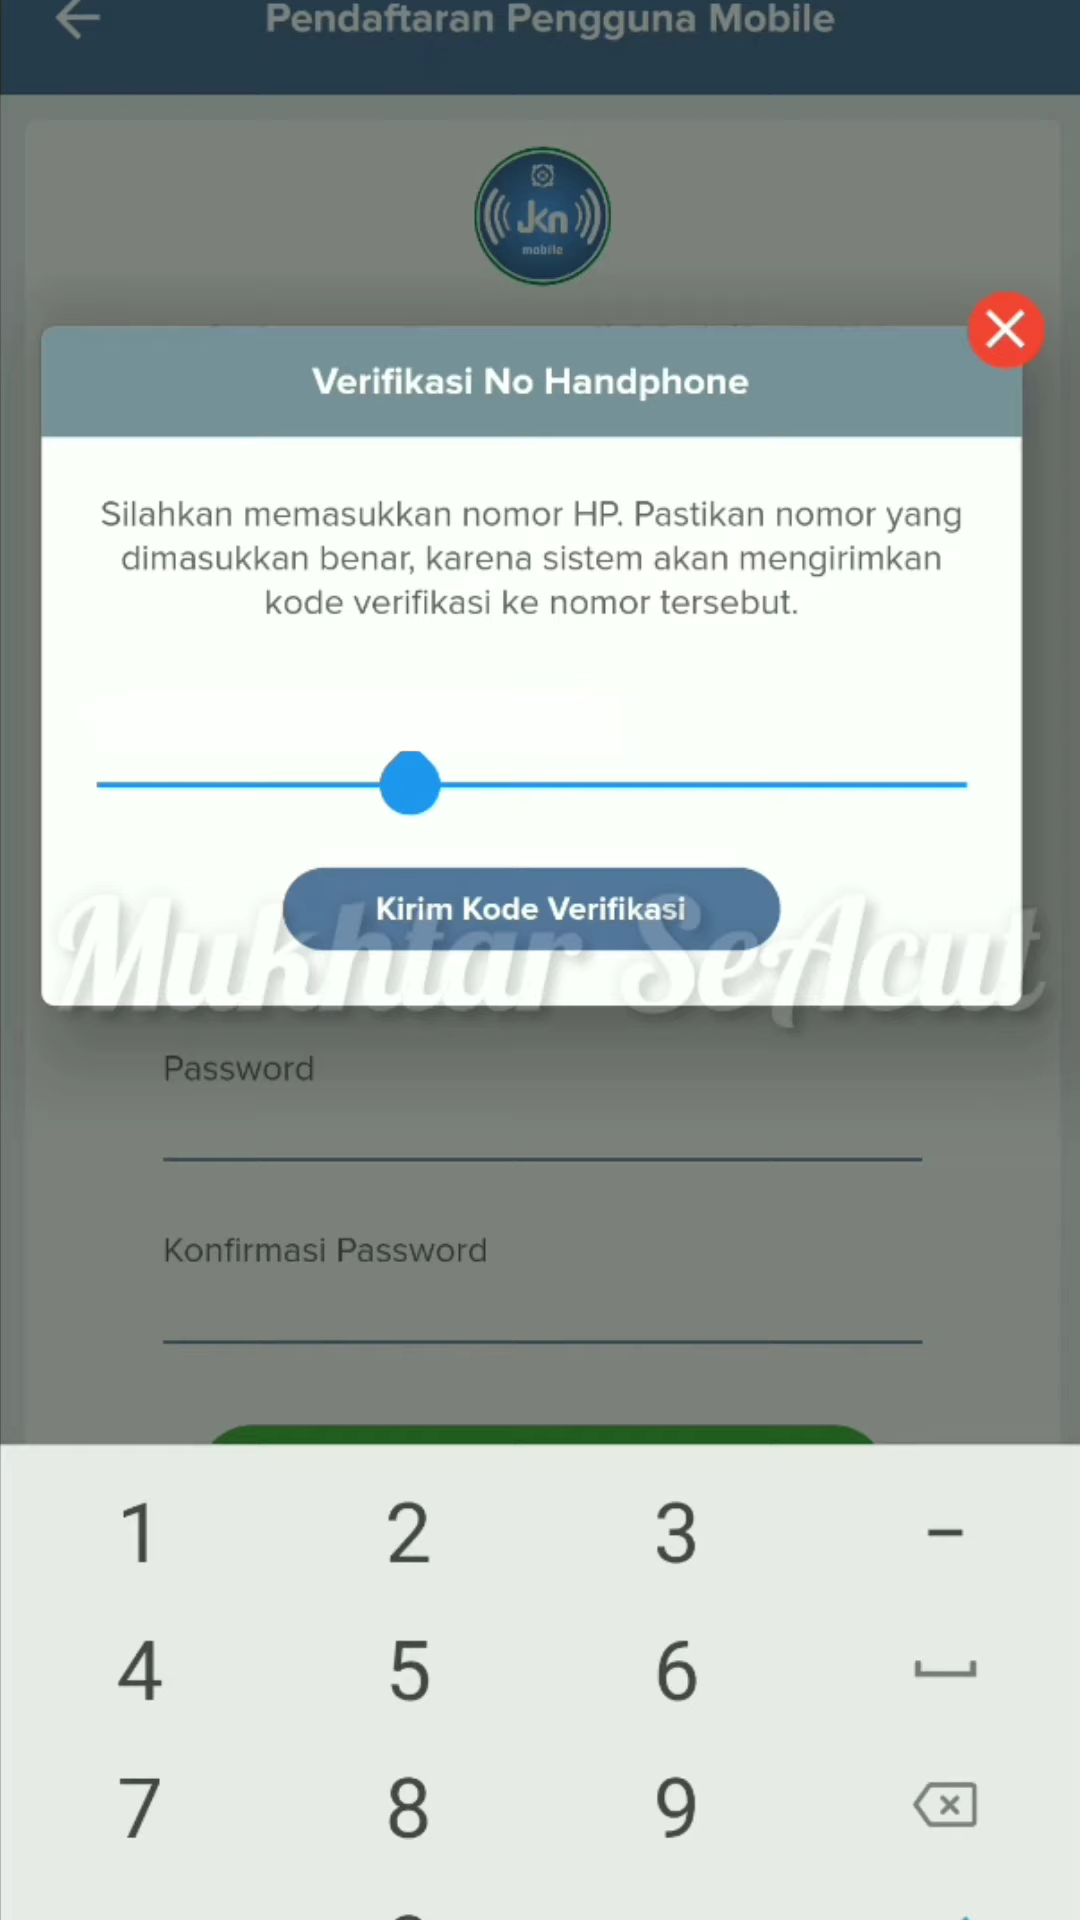 Pendaftaran Pengguna Mobile
Jkn
mobile
Verifikasi No Handphone
Silahkan memasukkan nomor HP. Pastikan nomor yang
dimasukkan benar, karena sistem akan mengirimkan
kode verifikasi ke nomor tersebut.
Kirim Kode Verifikasi
Mukhtar SeAcut
Password
Konfirmasi Password
1 2 3 -
4 5 6
7 8 9